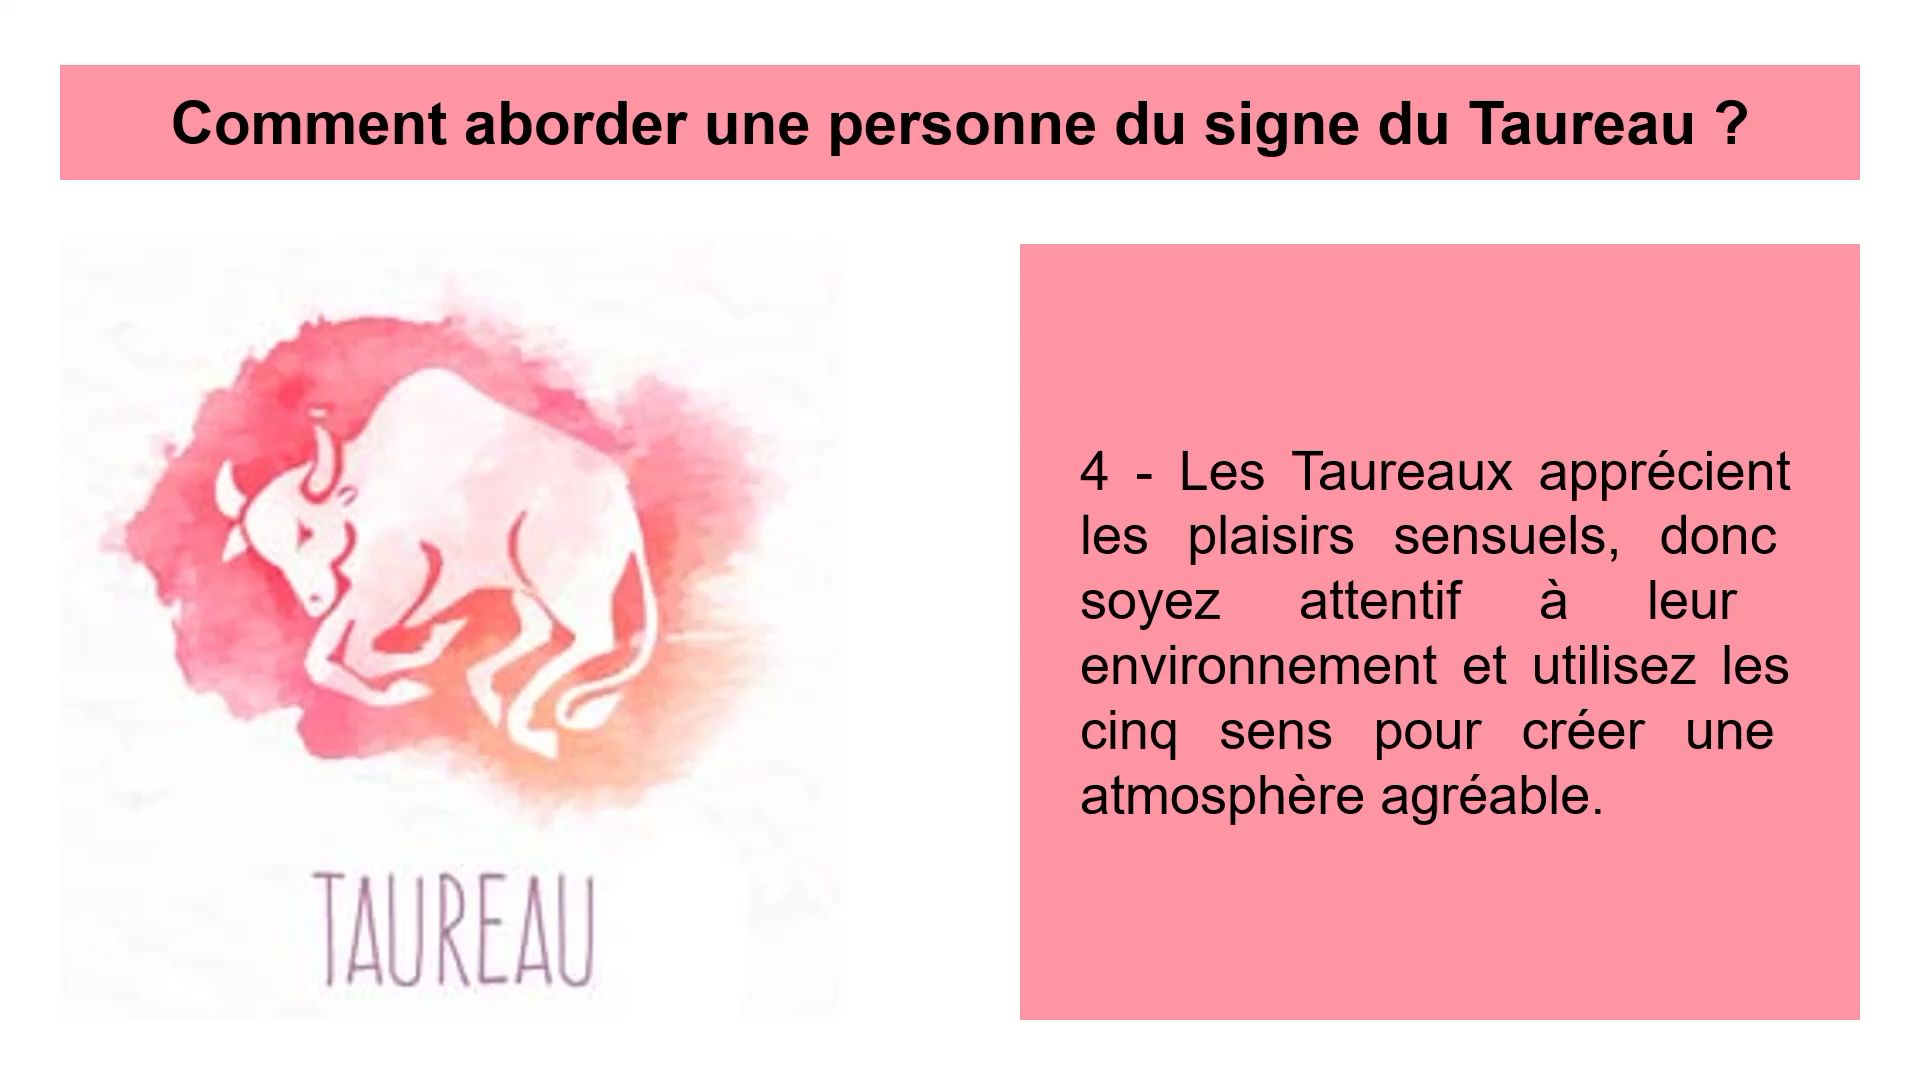 Comment aborder une personne du signe du Taureau ?
4 - Les Taureaux apprécient
les plaisirs sensuels, donc
soyez attentif à leur
environnement et utilisez les
cinq sens pour créer une
atmosphère agréable.
TAUREAU